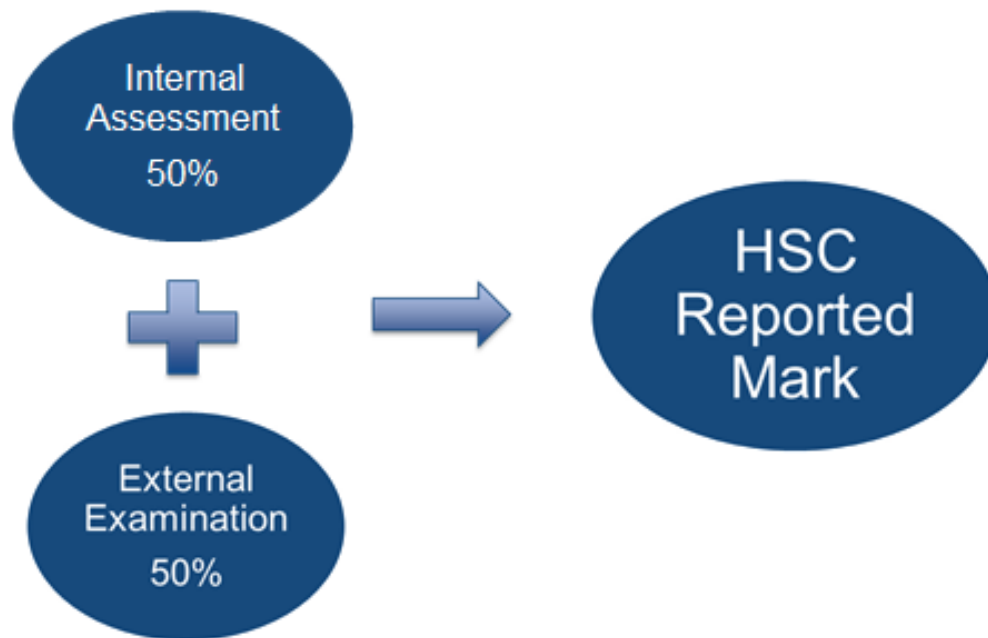 Internal
Assessment
50%
HSC
Reported
Mark
External
Examination
50%